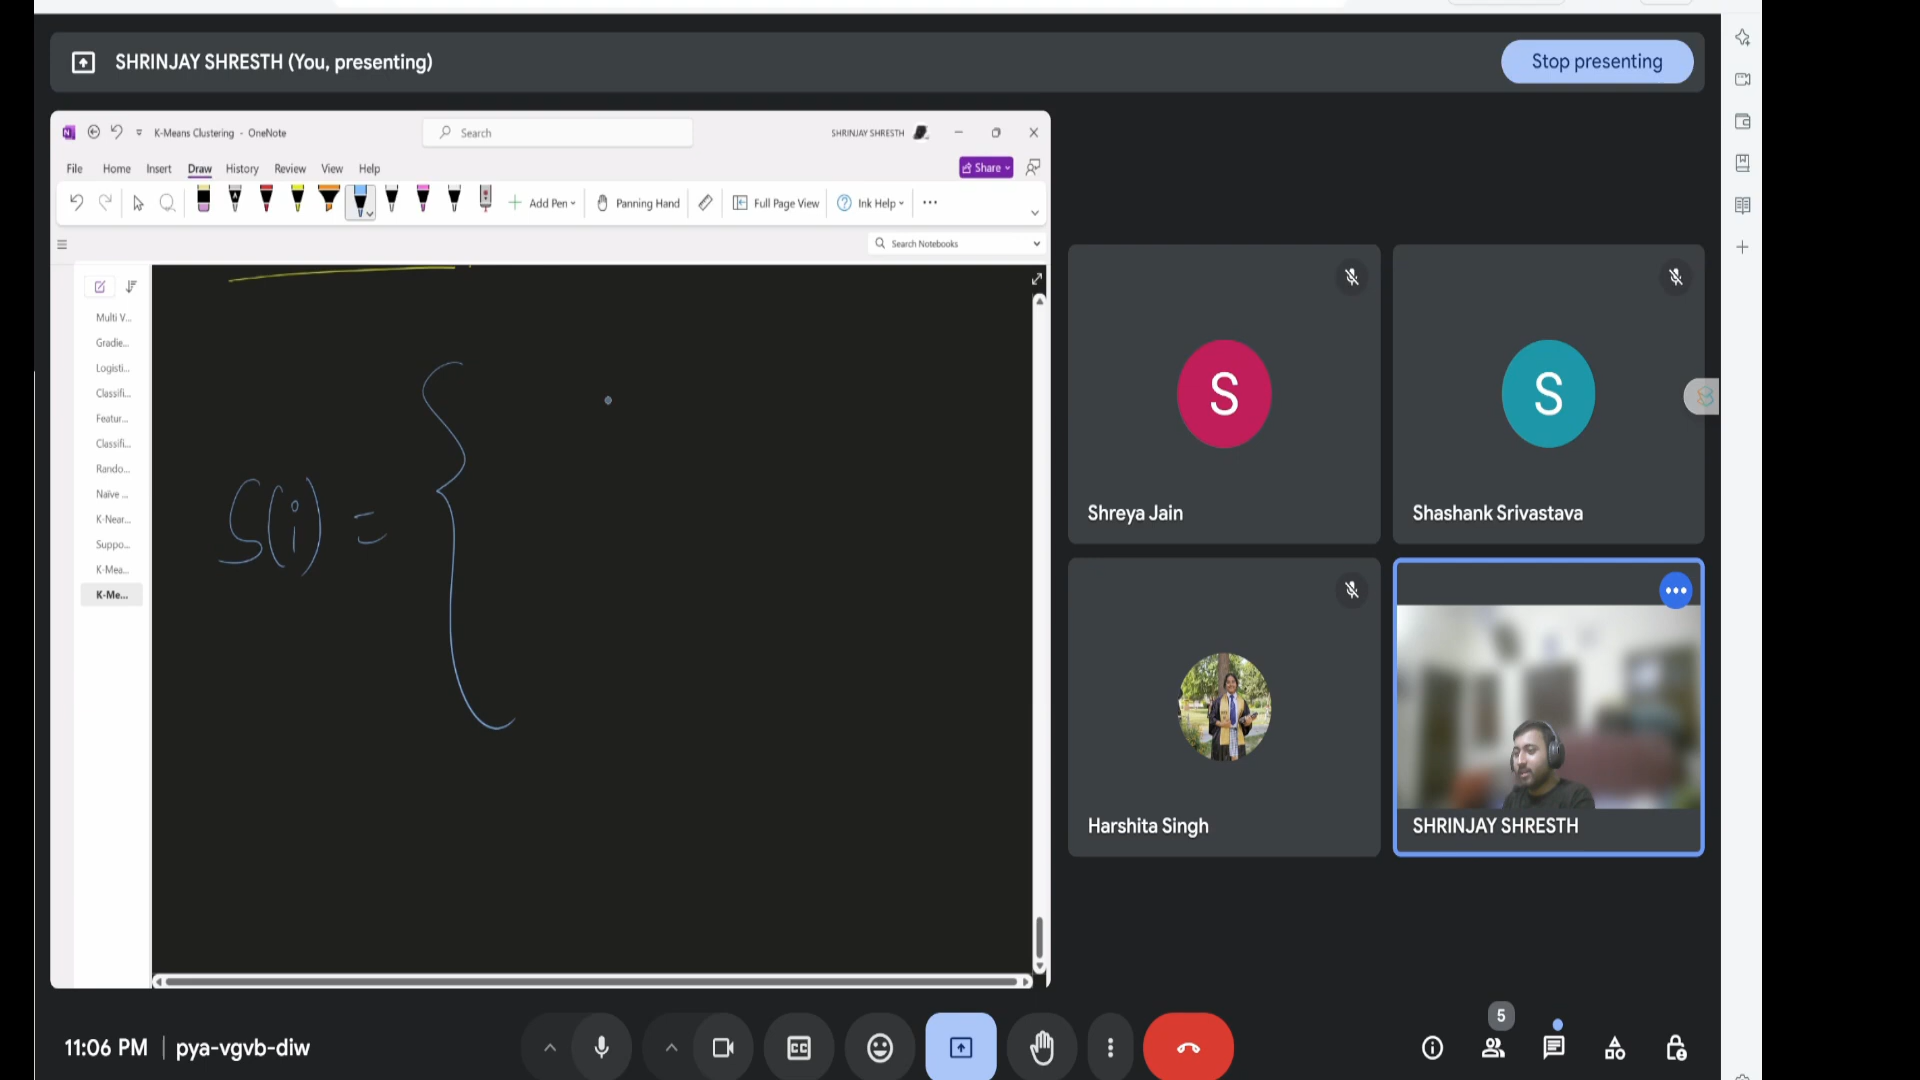 SHRINJAY SHRESTH (You, presenting)
Stop presenting
K-Means Clustering - OneNote
Search
SHRINJAY SHRESTH
File Home Insert Draw History Review View Help
Share
Add Pen
Panning Hand
Full Page View
Ink Help
Search Notebooks
Multi V...
Gradie...
Logisti...
Classifi...
Featur...
Classifi...
Rando...
Naïve ...
K-Near...
Suppo...
K-Mea...
K-Me...
S(i) = {
S
Shreya Jain
S
Shashank Srivastava
Harshita Singh
SHRINJAY SHRESTH
11:06 PM | pya-vgvb-diw
CC
5